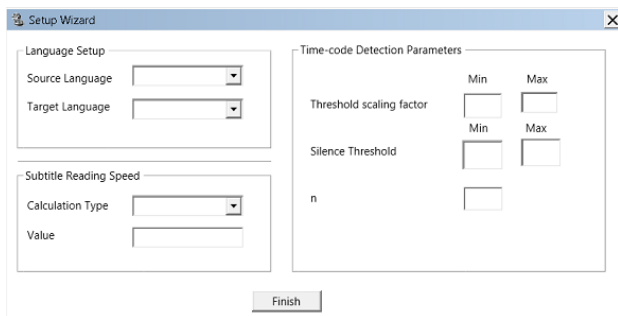 Setup Wizard
Language Setup
Source Language
Target Language
Subtitle Reading Speed
Calculation Type
Value
Time-code Detection Parameters
Min Max
Threshold scaling factor
Min Max
Silence Threshold
n
Finish